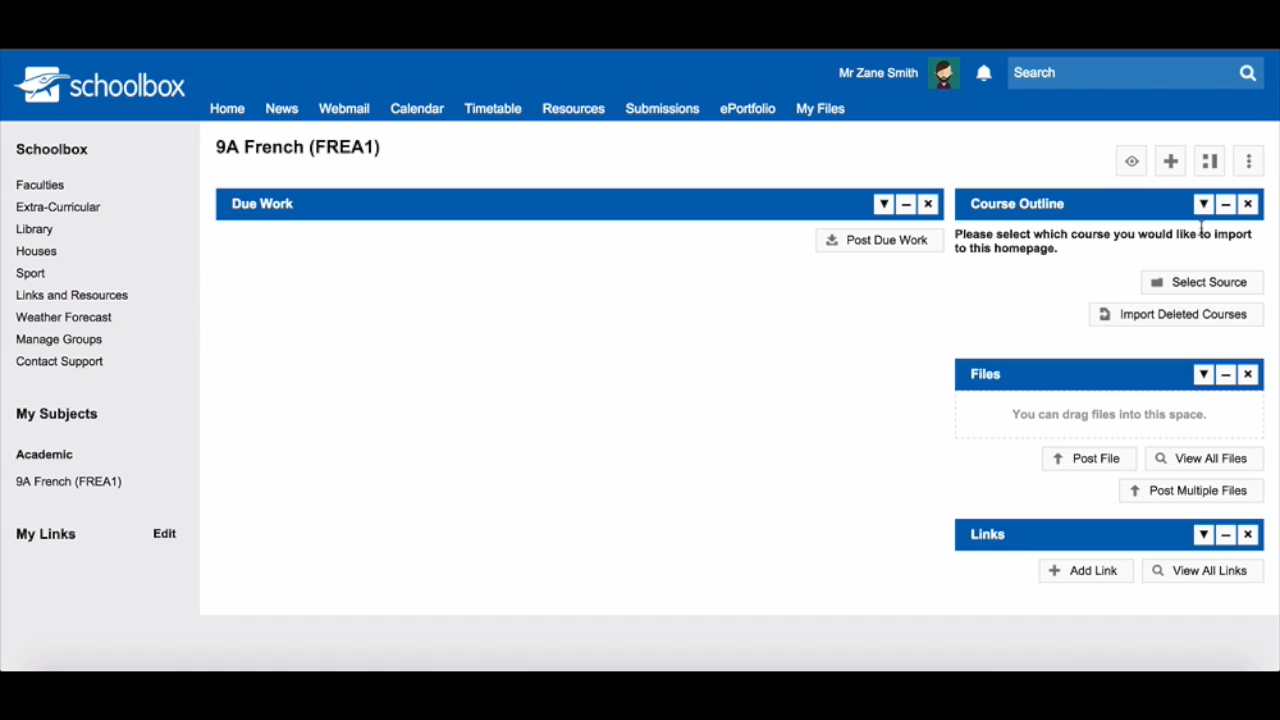 schoolbox
Mr Zane Smith
Search
Home News Webmail Calendar Timetable Resources Submissions ePortfolio My Files
Schoolbox
Faculties
Extra-Curricular
Library
Houses
Sport
Links and Resources
Weather Forecast
Manage Groups
Contact Support
My Subjects
Academic
9A French (FREA1)
My Links Edit
9A French (FREA1)
Due Work
Post Due Work
Course Outline
Please select which course you would like to import
to this homepage.
Select Source
Import Deleted Courses
Files
You can drag files into this space.
Post File View All Files
Post Multiple Files
Links
Add Link View All Links